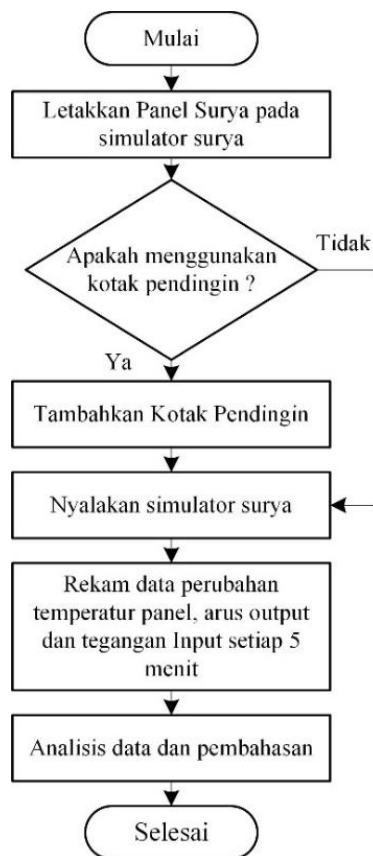 Mulai
Letakkan Panel Surya pada
simulator surya
Apakah menggunakan
kotak pendingin ?
Tidak
Ya
Tambahkan Kotak Pendingin
Nyalakan simulator surya
Rekam data perubahan
temperatur panel, arus output
dan tegangan Input setiap 5
menit
Analisis data dan pembahasan
Selesai